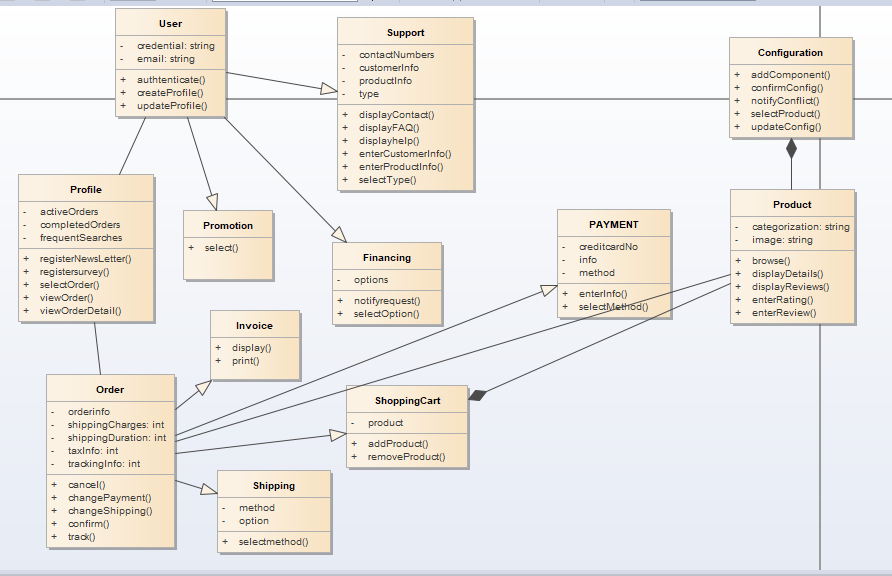 User
- credential: string
- email: string
+ authtenticate()
+ createProfile()
+ updateProfile()
Support
- contactNumbers
- customerInfo
- productInfo
- type
+ displayContact()
+ displayFAQ()
+ displayhelp()
+ enterCustomerInfo()
+ enterProductInfo()
+ selectType()
Configuration
+ addComponent()
+ confirmConfig()
+ notifyConflict()
+ selectProduct()
+ updateConfig()
Profile
- activeOrders
- completedOrders
- frequentSearches
+ registerNewsLetter()
+ registersurvey()
+ selectOrder()
+ viewOrder()
+ viewOrderDetail()
Promotion
+ select()
Financing
- options
+ notifyrequest()
+ selectOption()
PAYMENT
- creditcardNo
- info
- method
+ enterInfo()
+ selectMethod()
Product
- categorization: string
- image: string
+ browse()
+ displayDetails()
+ displayReviews()
+ enterRating()
+ enterReview()
Invoice
+ display()
+ print()
Order
- orderinfo
- shippingCharges: int
- shippingDuration: int
- taxInfo: int
- trackingInfo: int
+ cancel()
+ changePayment()
+ changeShipping()
+ confirm()
+ track()
ShoppingCart
- product
+ addProduct()
+ removeProduct()
Shipping
- method
- option
+ selectmethod()